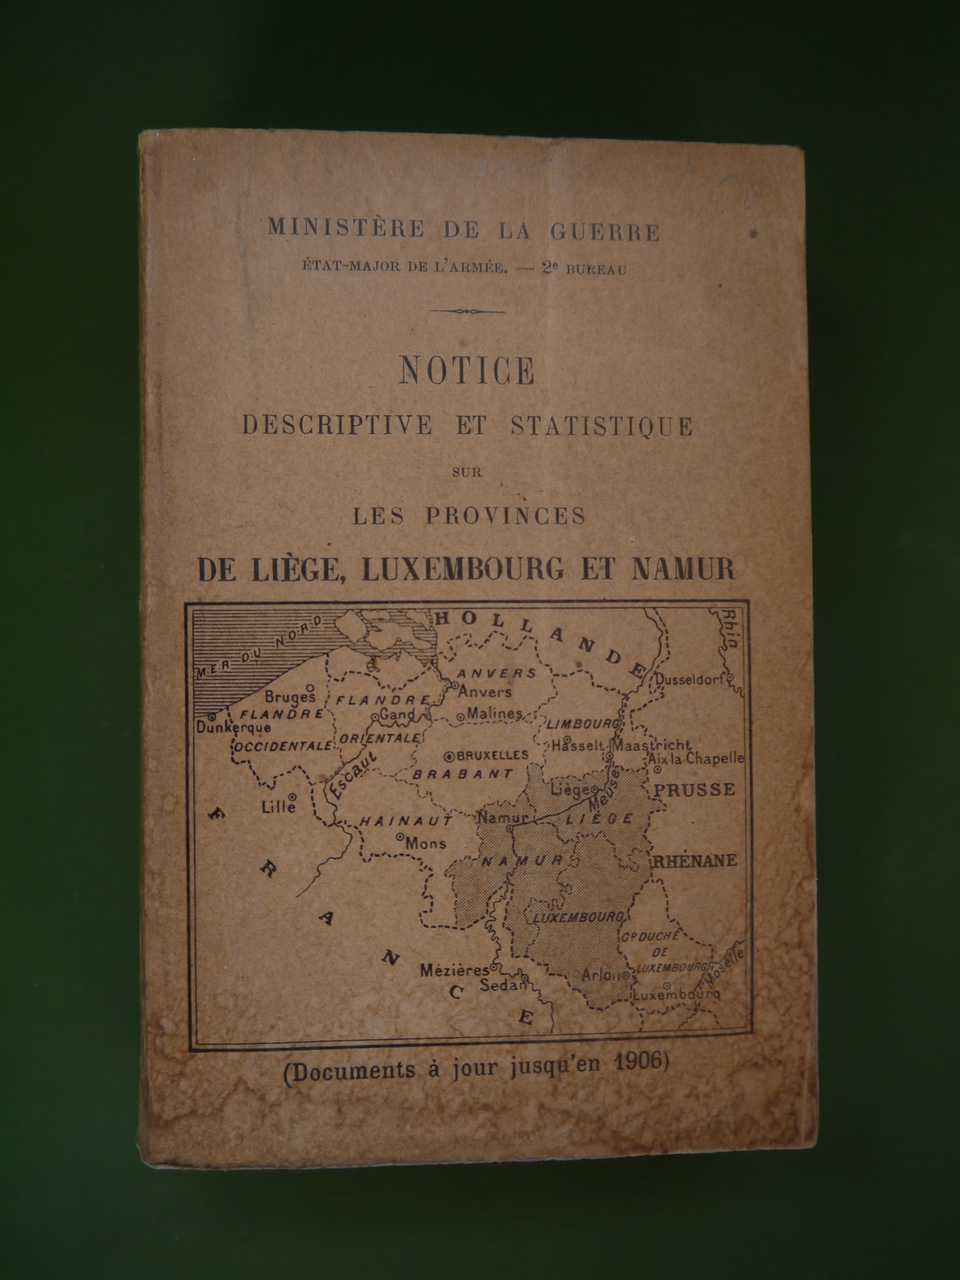 MINISTÈRE DE LA GUERRE
ÉTAT-MAJOR DE L'ARMÉE. — 2e BUREAU
NOTICE
DESCRIPTIVE ET STATISTIQUE
SUR
LES PROVINCES
DE LIÈGE, LUXEMBOURG ET NAMUR
HOLLANDE
MER DU NORD
Rhin
ANVERS
Dusseldorf
Bruges
FLANDRE
Anvers
FLANDRE
Gand
Malines
LIMBOURG
Dunkerque
OCCIDENTALE
ORIENTALE
Hasselt
Maastricht
BRUXELLES
Aix-la Chapelle
Escaut
BRABANT
Lille
Liège
Meuse
PRUSSE
HAINAUT
Namur
LIÈGE
Mons
NAMUR
RHÉNANE
LUXEMBOURG
Gd DUCHÉ
DE
LUXEMBOURG
Mézières
Arlon
Moselle
Sedan
Luxembourg
FRANCE
(Documents à jour jusqu'en 1906)